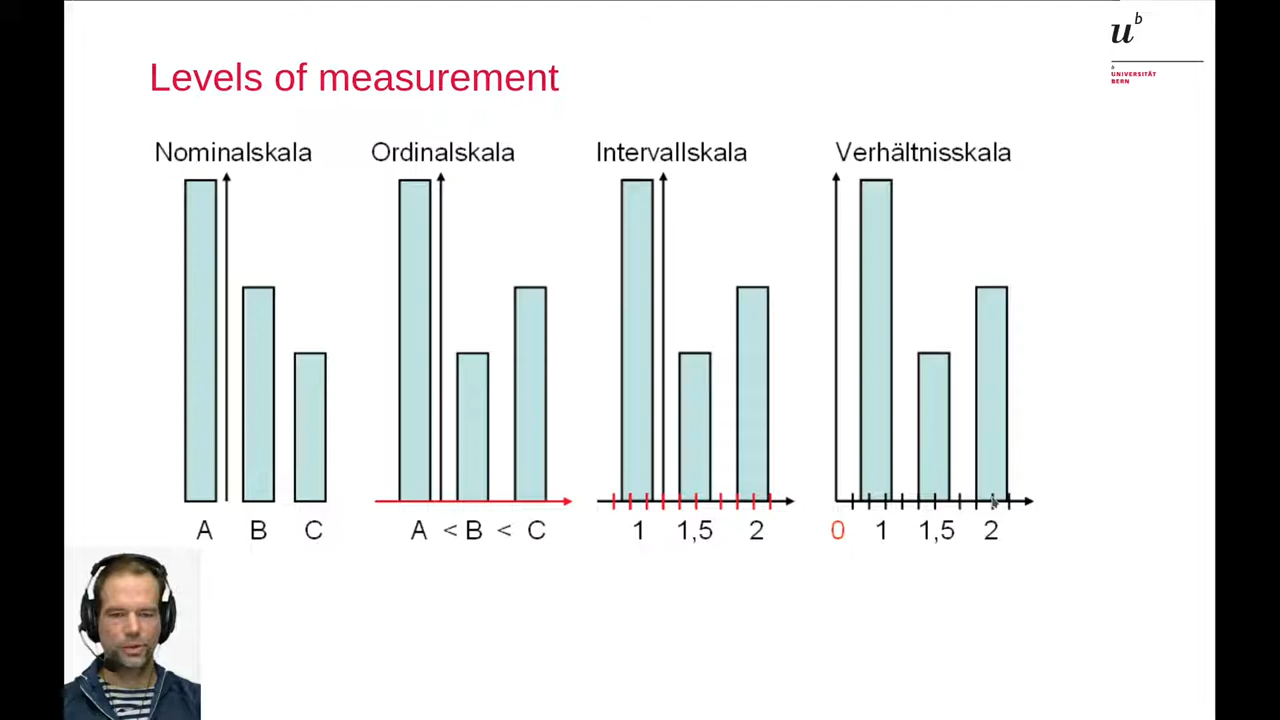 u^b
Levels of measurement
b
UNIVERSITÄT
BERN
Nominalskala
Ordinalskala
Intervallskala
Verhältnisskala
A B C
A < B < C
1 1,5 2
0 1 1,5 2